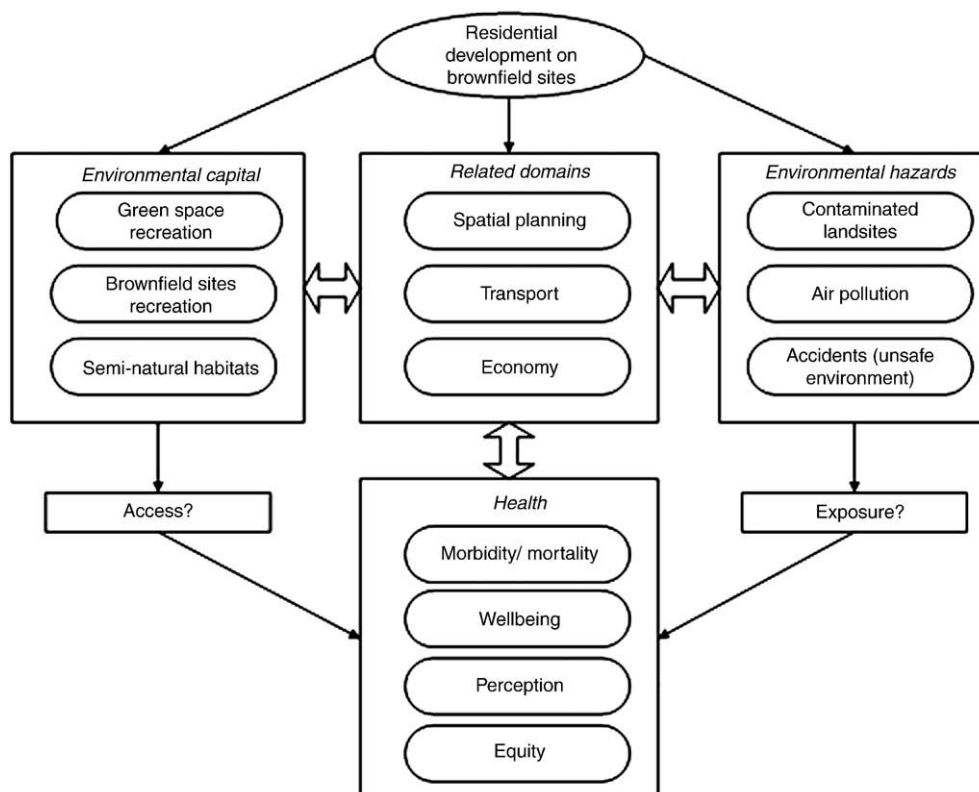 Residential
development on
brownfield sites
Environmental capital
Green space
recreation
Brownfield sites
recreation
Semi-natural habitats
Related domains
Spatial planning
Transport
Economy
Environmental hazards
Contaminated
landsites
Air pollution
Accidents (unsafe
environment)
Access?
Health
Morbidity/ mortality
Wellbeing
Perception
Equity
Exposure?